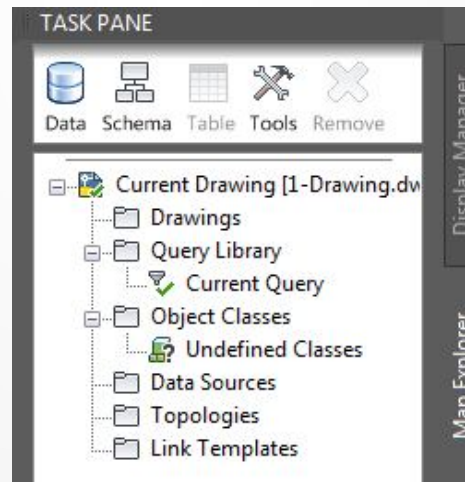 TASK PANE
Data Schema Table Tools Remove
Current Drawing [1-Drawing.dw
Drawings
Query Library
Current Query
Object Classes
Undefined Classes
Data Sources
Topologies
Link Templates
Display Manager
Map Explorer